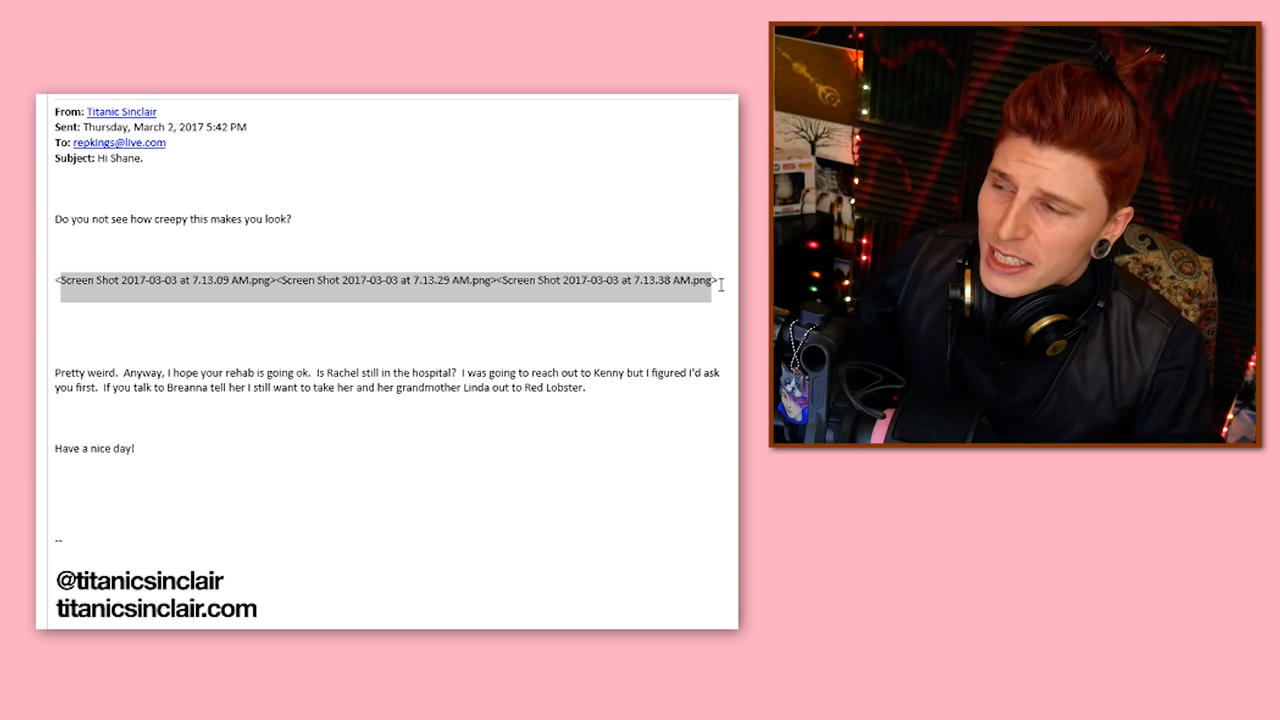 From: Titanic Sinclair
Sent: Thursday, March 2, 2017 5:42 PM
To: repkings@live.com
Subject: Hi Shane.
Do you not see how creepy this makes you look?
<Screen Shot 2017-03-03 at 7.13.09 AM.png><Screen Shot 2017-03-03 at 7.13.29 AM.png><Screen Shot 2017-03-03 at 7.13.38 AM.png>
Pretty weird.  Anyway, I hope your rehab is going ok.  Is Rachel still in the hospital?  I was going to reach out to Kenny but I figured I'd ask
you first.  If you talk to Breanna tell her I still want to take her and her grandmother Linda out to Red Lobster.
Have a nice day!
--
@titanicsinclair
titanicsinclair.com